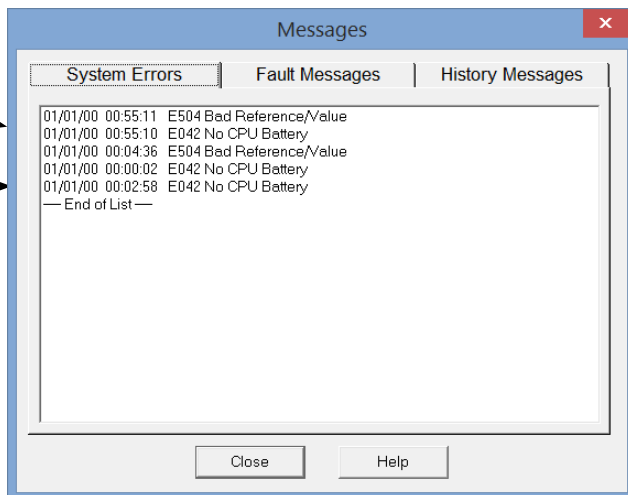 Messages
System Errors Fault Messages History Messages
01/01/00 00:55:11 E504 Bad Reference/Value
01/01/00 00:55:10 E042 No CPU Battery
01/01/00 00:04:36 E504 Bad Reference/Value
01/01/00 00:00:02 E042 No CPU Battery
01/01/00 00:02:58 E042 No CPU Battery
── End of List ──
Close Help